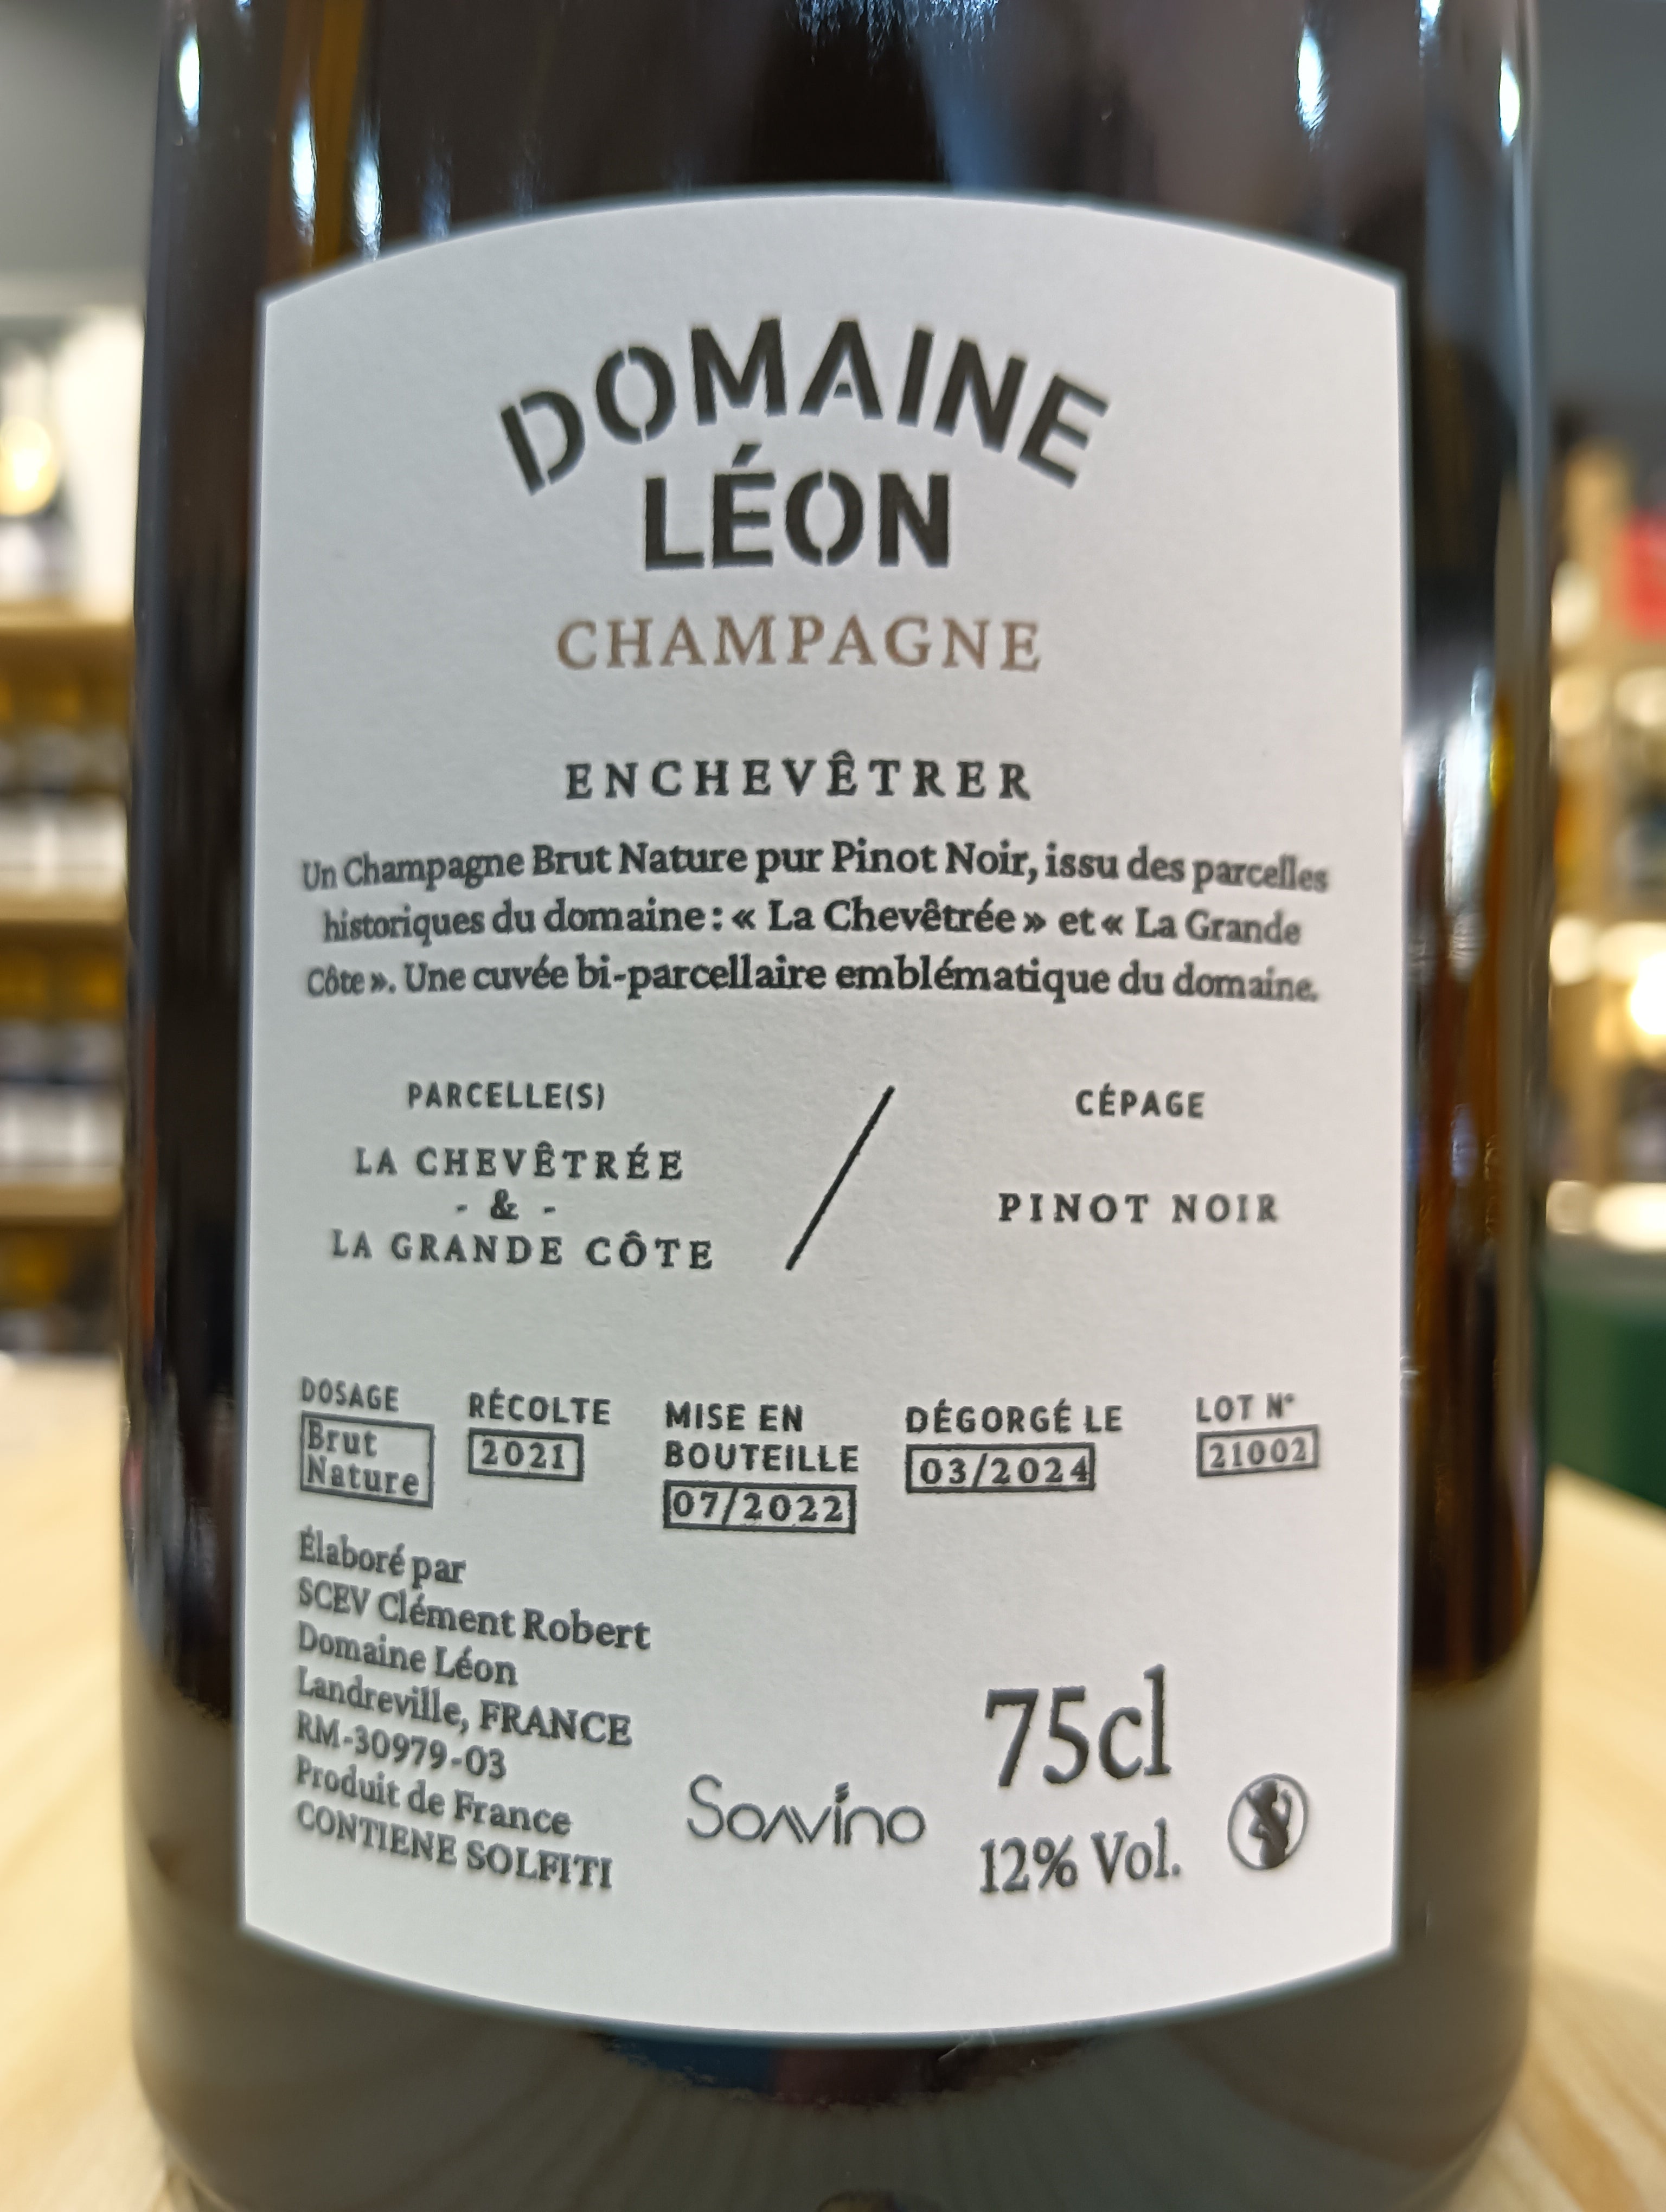 DOMAINE
LÉON
CHAMPAGNE
ENCHEVÊTRER
Un Champagne Brut Nature pur Pinot Noir, issu des parcelles
historiques du domaine : « La Chevêtrée » et « La Grande
Côte ». Une cuvée bi-parcellaire emblématique du domaine.
PARCELLE(S)
LA CHEVÊTRÉE
- & -
LA GRANDE CÔTE
CÉPAGE
PINOT NOIR
DOSAGE
Brut
Nature
RÉCOLTE
2021
MISE EN
BOUTEILLE
07/2022
DÉGORGÉ LE
03/2024
LOT N°
21002
Élaboré par
SCEV Clément Robert
Domaine Léon
Landreville, FRANCE
RM-30979-03
Produit de France
CONTIENE SOLFITI
Sonvino
75cl
12% Vol.